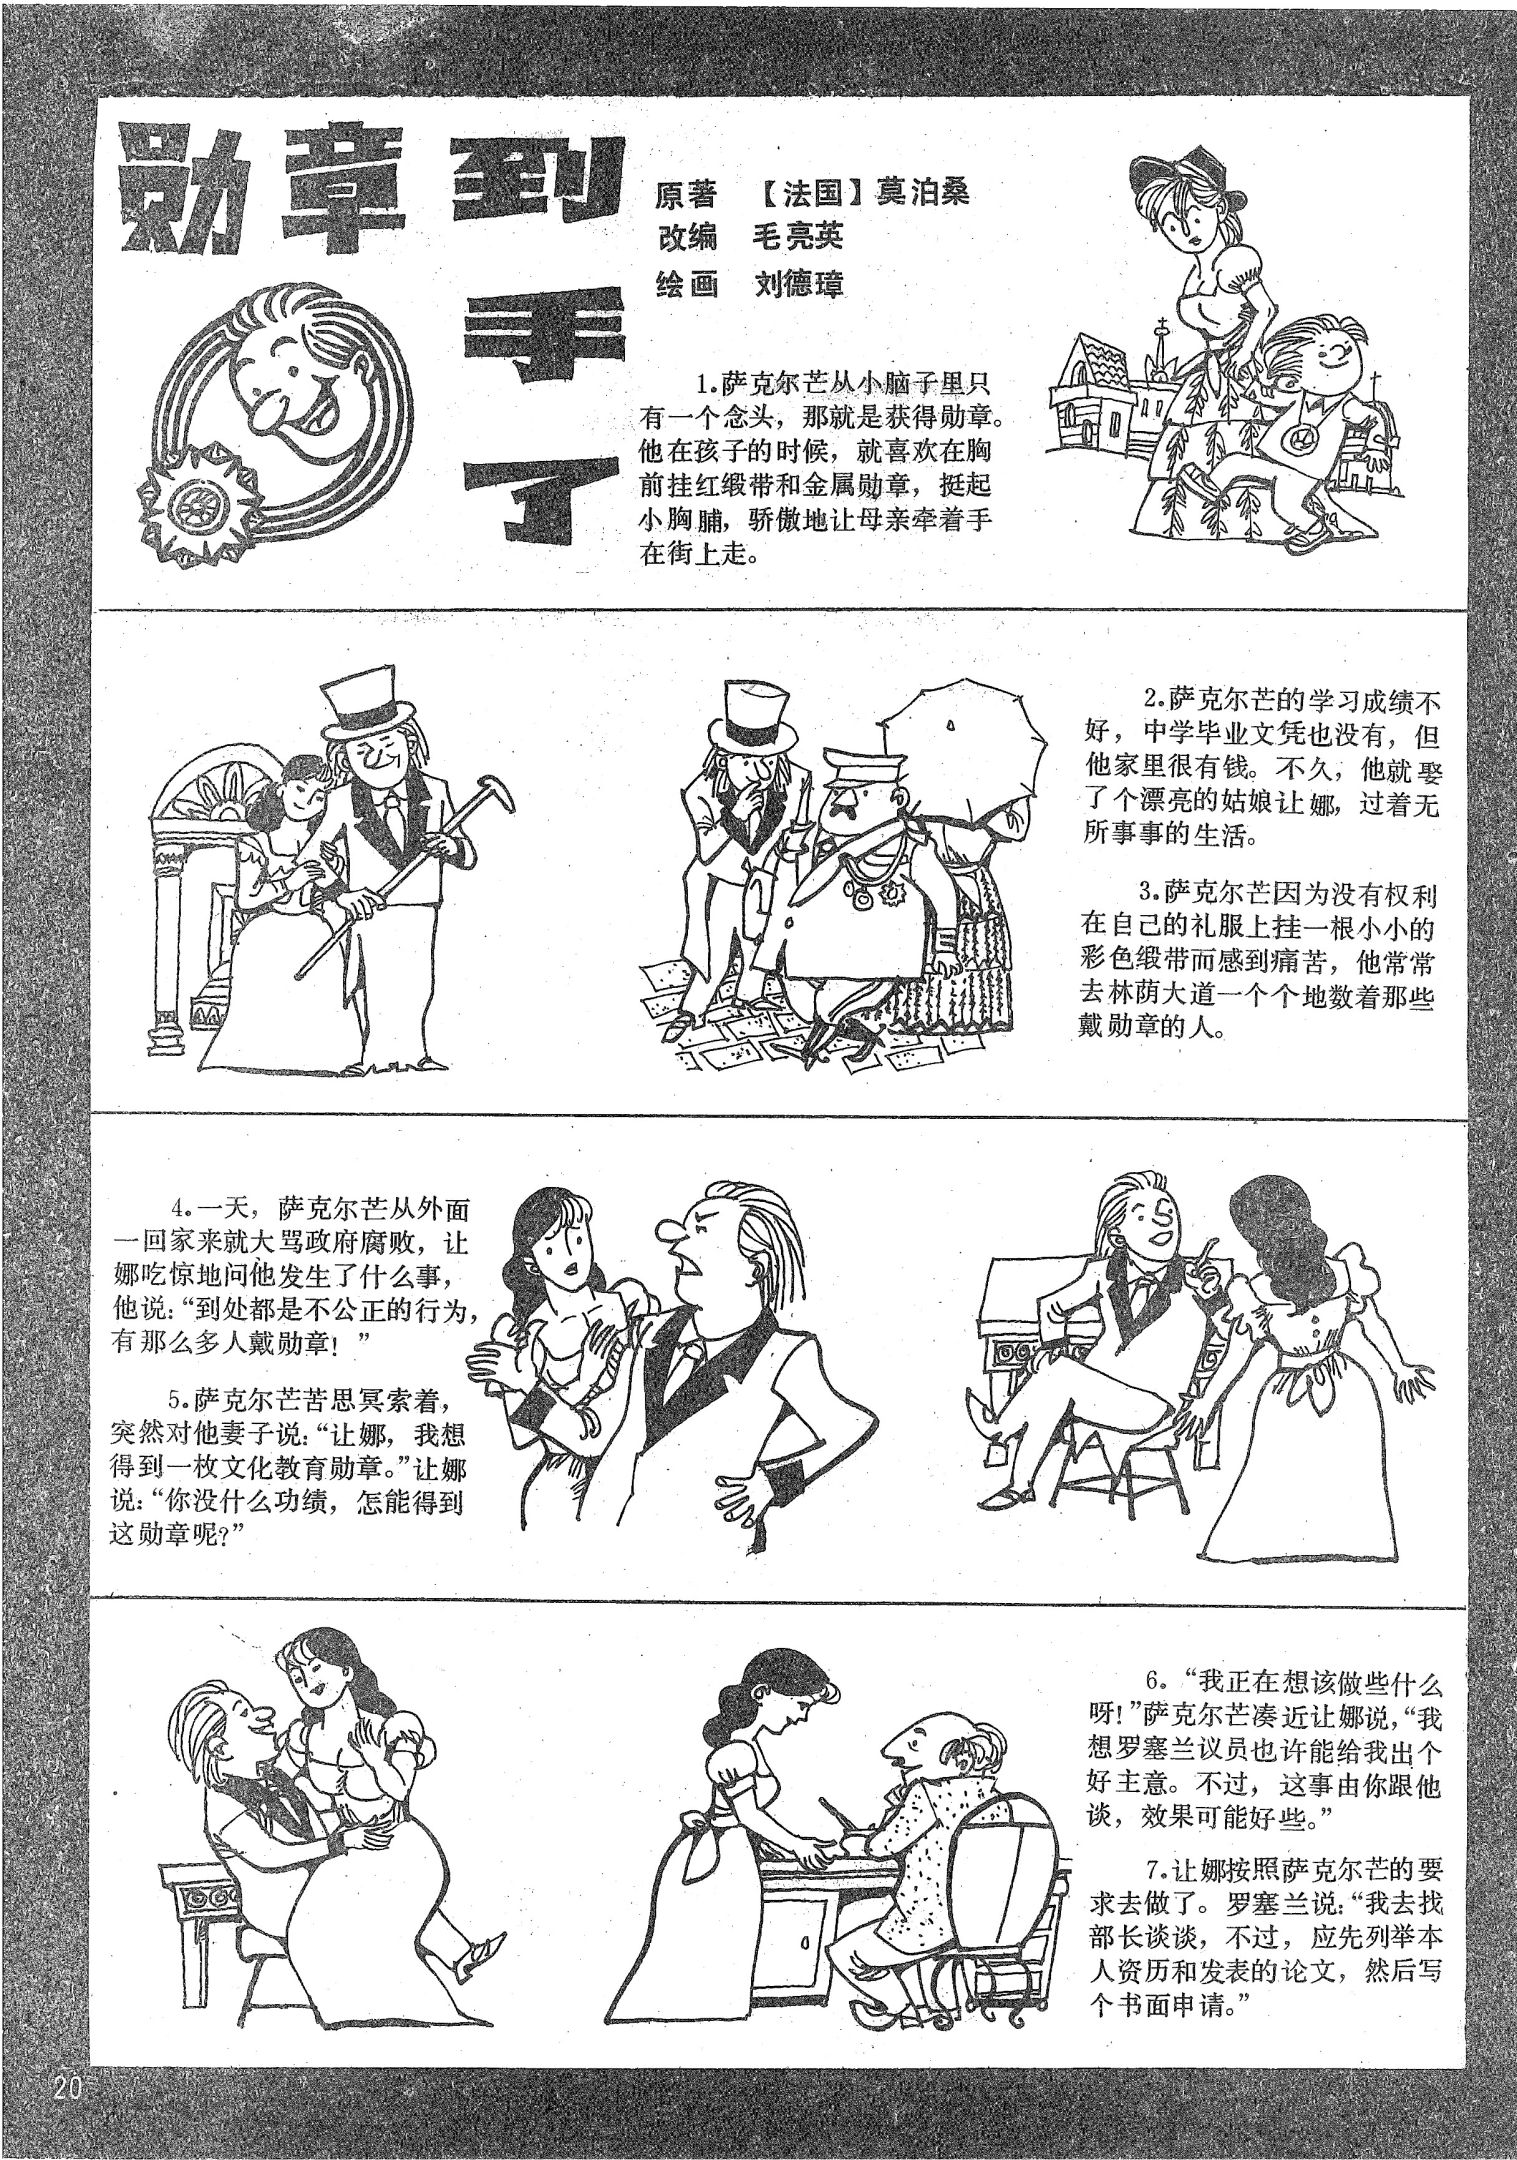 勋章到手了
原著 【法国】莫泊桑
改编 毛亮英
绘画 刘德璋
1.萨克尔芒从小脑子里只
有一个念头，那就是获得勋章。
他在孩子的时候，就喜欢在胸
前挂红缎带和金属勋章，挺起
小胸脯，骄傲地让母亲牵着手
在街上走。
2.萨克尔芒的学习成绩不
好，中学毕业文凭也没有，但
他家里很有钱。不久，他就娶
了个漂亮的姑娘让娜，过着无
所事事的生活。
3.萨克尔芒因为没有权利
在自己的礼服上挂一根小小的
彩色缎带而感到痛苦，他常常
去林荫大道一个个地数着那些
戴勋章的人。
4.一天，萨克尔芒从外面
一回家来就大骂政府腐败，让
娜吃惊地问他发生了什么事，
他说：“到处都是不公正的行为，
有那么多人戴勋章！”
5.萨克尔芒苦思冥索着，
突然对他妻子说：“让娜，我想
得到一枚文化教育勋章。”让娜
说：“你没什么功绩，怎能得到
这勋章呢？”
6。“我正在想该做些什么
呀！”萨克尔芒凑近让娜说，“我
想罗塞兰议员也许能给我出个
好主意。不过，这事由你跟他
谈，效果可能好些。”
7.让娜按照萨克尔芒的要
求去做了。罗塞兰说：“我去找
部长谈谈，不过，应先列举本
人资历和发表的论文，然后写
个书面申请。”
20